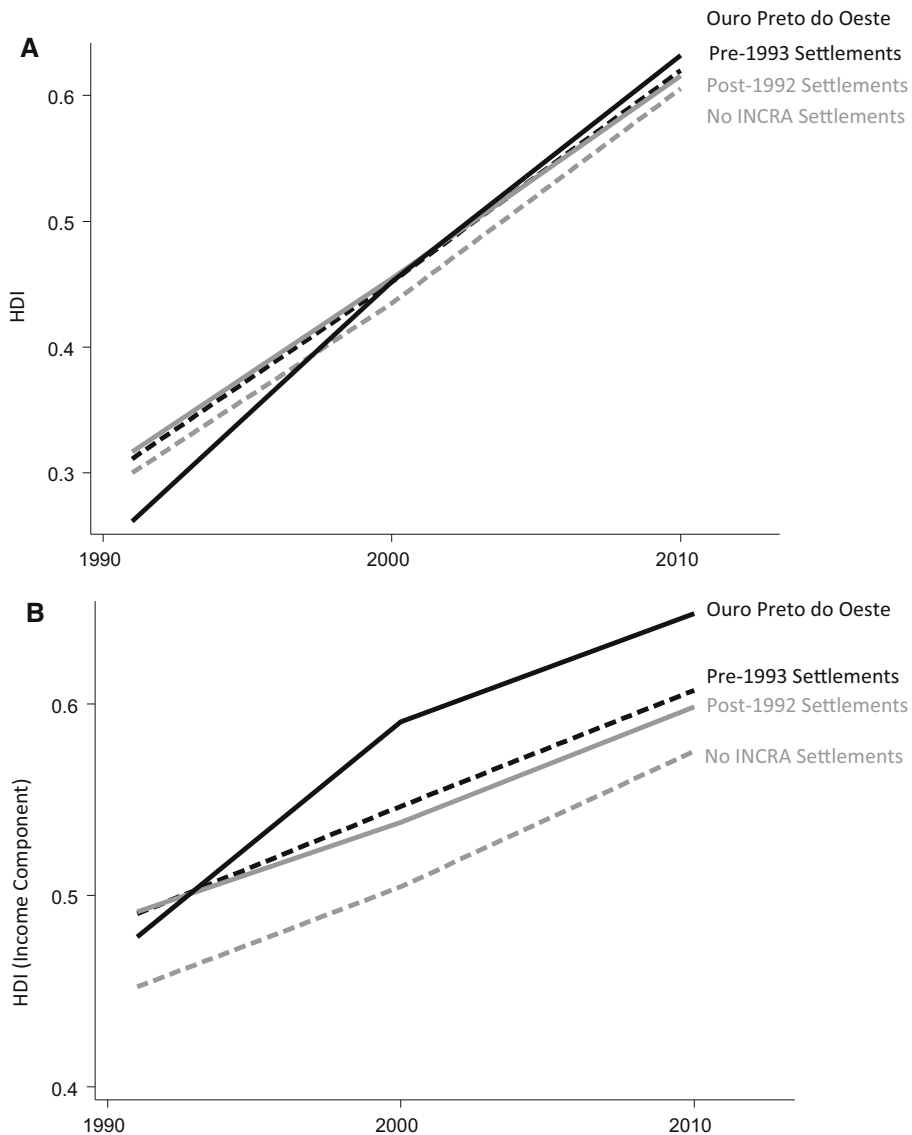 A
Ouro Preto do Oeste
Pre-1993 Settlements
Post-1992 Settlements
No INCRA Settlements
0.6
0.5
0.4
0.3
HDI
1990
2000
2010
B
Ouro Preto do Oeste
Pre-1993 Settlements
Post-1992 Settlements
No INCRA Settlements
0.6
0.5
0.4
HDI (Income Component)
1990
2000
2010